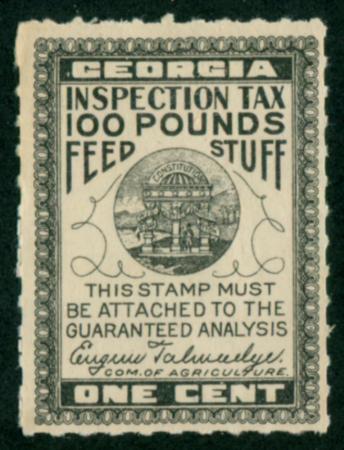 GEORGIA
INSPECTION TAX
100 POUNDS
FEED STUFF
CONSTITUTION
THIS STAMP MUST
BE ATTACHED TO THE
GUARANTEED ANALYSIS
Eugene Talmadge.
COM. OF AGRICULTURE.
ONE CENT